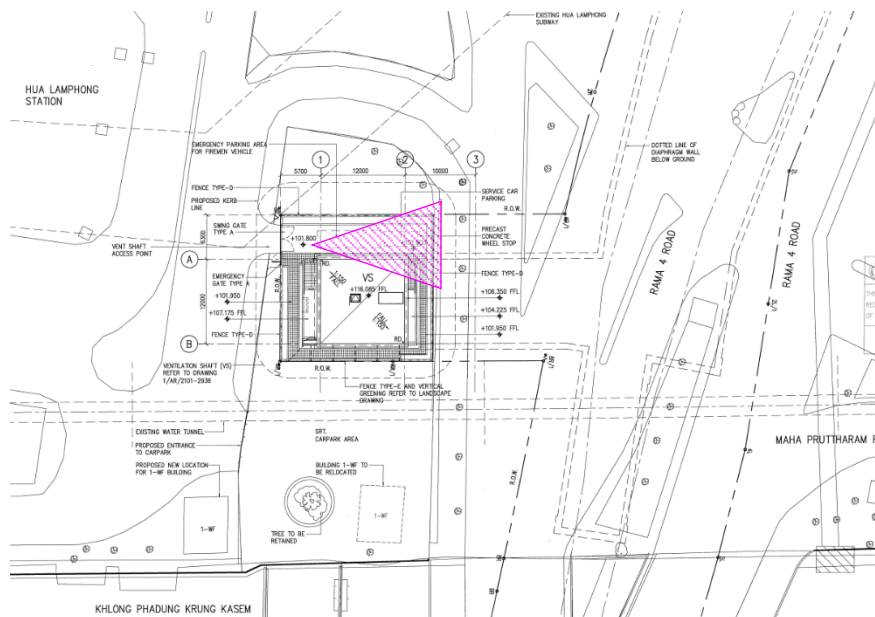 EXISTING HUA LAMPHONG
SUBWAY
HUA LAMPHONG
STATION
EMERGENCY PARKING AREA
FOR FIREMEN VEHICLE
DOTTED LINE OF
DIAPHRAGM WALL
BELOW GROUND
1
2
3
5700
12000
10000
FENCE TYPE-D
PROPOSED KERB
LINE
SERVICE CAR
PARKING
R.O.W.
SWING GATE
TYPE A
6300
+101.800
PRECAST
CONCRETE
WHEEL STOP
VENT SHAFT
ACCESS POINT
RAMA 4 ROAD
RAMA 4 ROAD
A
RD.
FENCE TYPE-D
EMERGENCY
GATE TYPE A
R.O.W.
VS
12000
+101.950
+116.085 FFL
+106.350 FFL
+107.175 FFL
+104.225 FFL
FALL
FENCE TYPE-D
RD.
+101.950 FFL
B
VENTILATION SHAFT (VS)
REFER TO DRAWING
1/AR/2101-2936
R.O.W.
FENCE TYPE-E AND VERTICAL
GREENING REFER TO LANDSCAPE
DRAWING
EXISTING WATER TUNNEL
SRT.
CARPARK AREA
PROPOSED ENTRANCE
TO CARPARK
MAHA PRUTTHARAM
PROPOSED NEW LOCATION
FOR 1-WF BUILDING
BUILDING 1-WF TO
BE RELOCATED
R.O.W.
1-WF
1-WF
TREE TO BE
RETAINED
KHLONG PHADUNG KRUNG KASEM